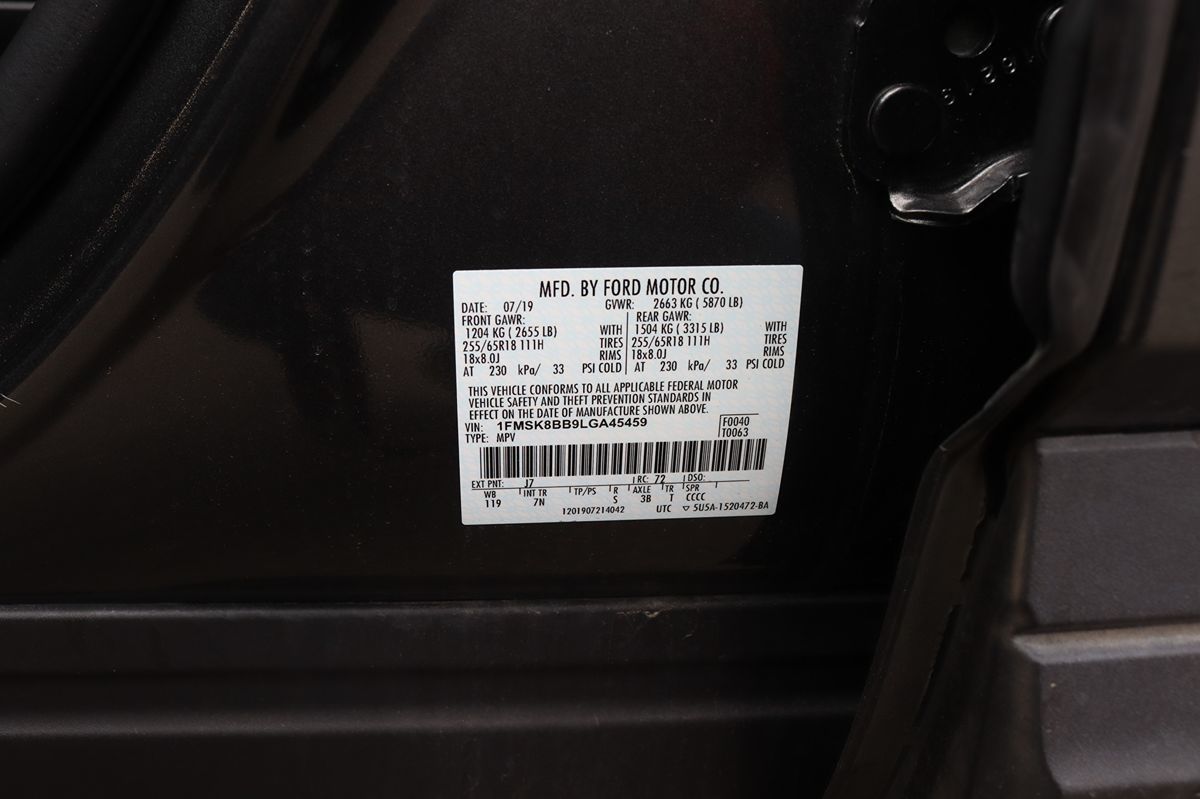 MFD. BY FORD MOTOR CO.
DATE: 07/19 GVWR: 2663 KG ( 5870 LB)
FRONT GAWR: REAR GAWR:
1204 KG ( 2655 LB) WITH 1504 KG ( 3315 LB) WITH
255/65R18 111H TIRES 255/65R18 111H TIRES
18x8.0J RIMS 18x8.0J RIMS
AT 230 kPa/ 33 PSI COLD AT 230 kPa/ 33 PSI COLD
THIS VEHICLE CONFORMS TO ALL APPLICABLE FEDERAL MOTOR
VEHICLE SAFETY AND THEFT PREVENTION STANDARDS IN
EFFECT ON THE DATE OF MANUFACTURE SHOWN ABOVE.
VIN: 1FMSK8BB9LGA45459 F0040
TYPE: MPV T0063
EXT PNT: J7 RC: 72 DSO:
WB INT TR TP/PS R AXLE TR SPR
119 7N S 3B T CCCC
1201907214042 UTC ▽ 5U5A-1520472-BA